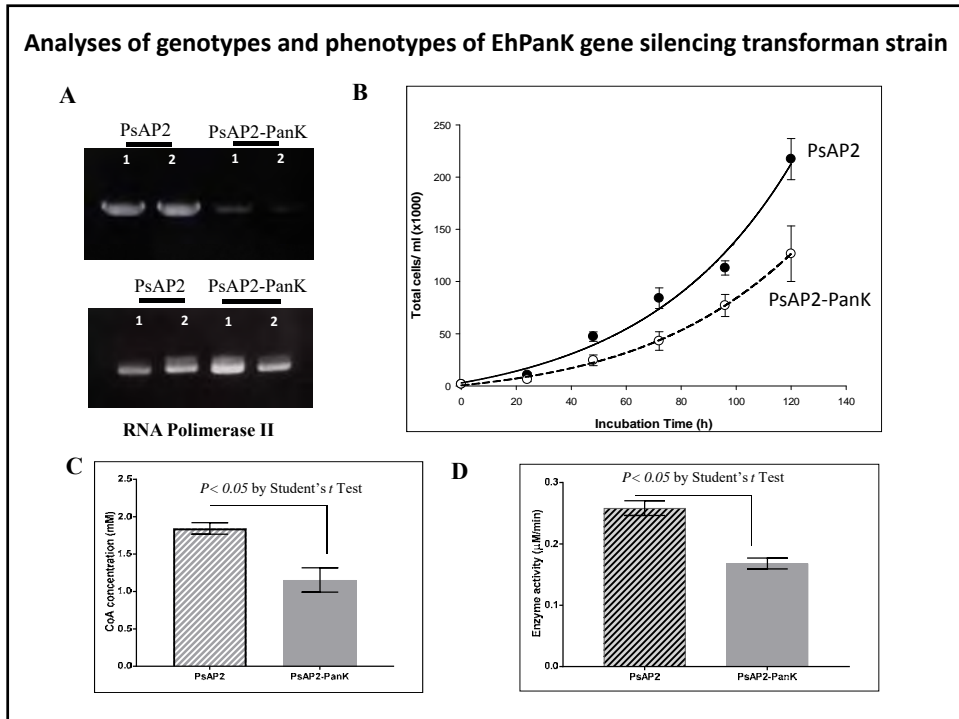 Analyses of genotypes and phenotypes of EhPanK gene silencing transforman strain
A
PsAP2 PsAP2-PanK
1 2 1 2
PsAP2 PsAP2-PanK
1 2 1 2
RNA Polimerase II
B
Total cells/ ml (x1000)
250
200
150
100
50
0
0 20 40 60 80 100 120 140
Incubation Time (h)
PsAP2
PsAP2-PanK
C
P< 0.05 by Student's t Test
CoA concentration (mM)
2.5
2.0
1.5
1.0
0.5
0.0
PsAP2 PsAP2-PanK
D
P< 0.05 by Student's t Test
Enzyme activity (µM/min)
0.3
0.2
0.1
0.0
PsAP2 PsAP2-PanK